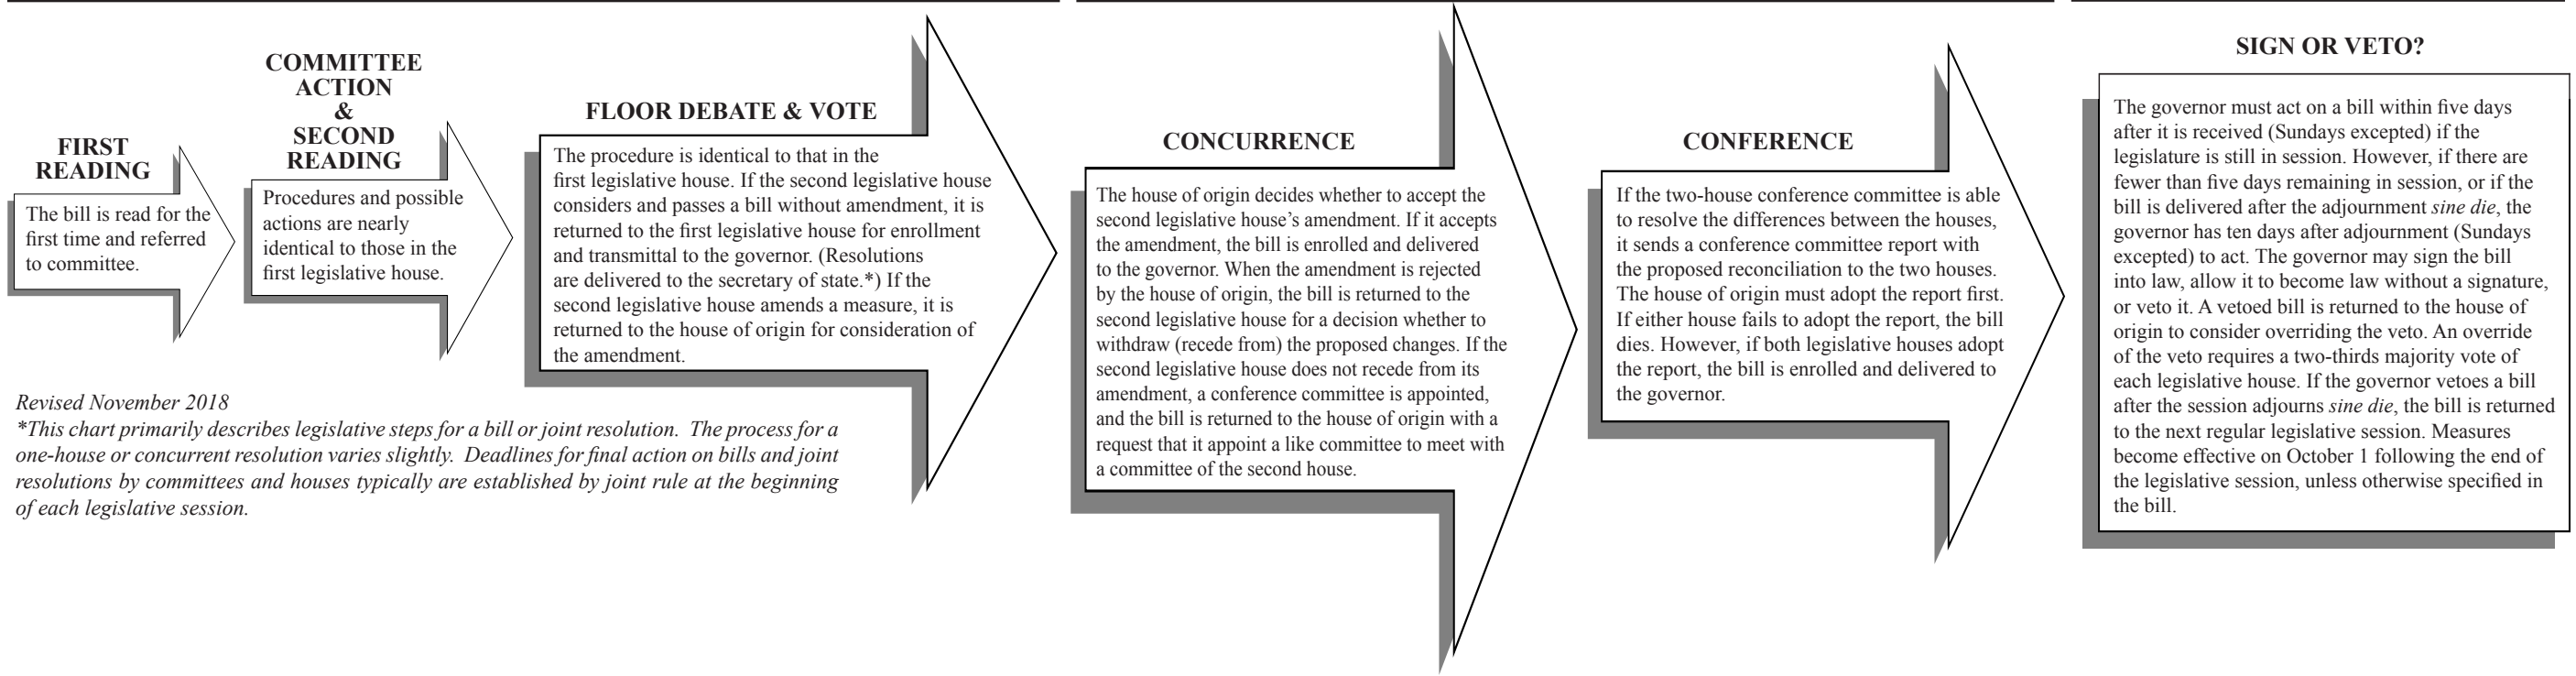 FIRST
READING
The bill is read for the
first time and referred
to committee.
COMMITTEE
ACTION
&
SECOND
READING
Procedures and possible
actions are nearly
identical to those in the
first legislative house.
FLOOR DEBATE & VOTE
The procedure is identical to that in the
first legislative house. If the second legislative house
considers and passes a bill without amendment, it is
returned to the first legislative house for enrollment
and transmittal to the governor. (Resolutions
are delivered to the secretary of state.*) If the
second legislative house amends a measure, it is
returned to the house of origin for consideration of
the amendment.
Revised November 2018
*This chart primarily describes legislative steps for a bill or joint resolution. The process for a
one-house or concurrent resolution varies slightly. Deadlines for final action on bills and joint
resolutions by committees and houses typically are established by joint rule at the beginning
of each legislative session.
CONCURRENCE
The house of origin decides whether to accept the
second legislative house's amendment. If it accepts
the amendment, the bill is enrolled and delivered
to the governor. When the amendment is rejected
by the house of origin, the bill is returned to the
second legislative house for a decision whether to
withdraw (recede from) the proposed changes. If the
second legislative house does not recede from its
amendment, a conference committee is appointed,
and the bill is returned to the house of origin with a
request that it appoint a like committee to meet with
a committee of the second house.
CONFERENCE
If the two-house conference committee is able
to resolve the differences between the houses,
it sends a conference committee report with
the proposed reconciliation to the two houses.
The house of origin must adopt the report first.
If either house fails to adopt the report, the bill
dies. However, if both legislative houses adopt
the report, the bill is enrolled and delivered to
the governor.
SIGN OR VETO?
The governor must act on a bill within five days
after it is received (Sundays excepted) if the
legislature is still in session. However, if there are
fewer than five days remaining in session, or if the
bill is delivered after the adjournment sine die, the
governor has ten days after adjournment (Sundays
excepted) to act. The governor may sign the bill
into law, allow it to become law without a signature,
or veto it. A vetoed bill is returned to the house of
origin to consider overriding the veto. An override
of the veto requires a two-thirds majority vote of
each legislative house. If the governor vetoes a bill
after the session adjourns sine die, the bill is returned
to the next regular legislative session. Measures
become effective on October 1 following the end of
the legislative session, unless otherwise specified in
the bill.